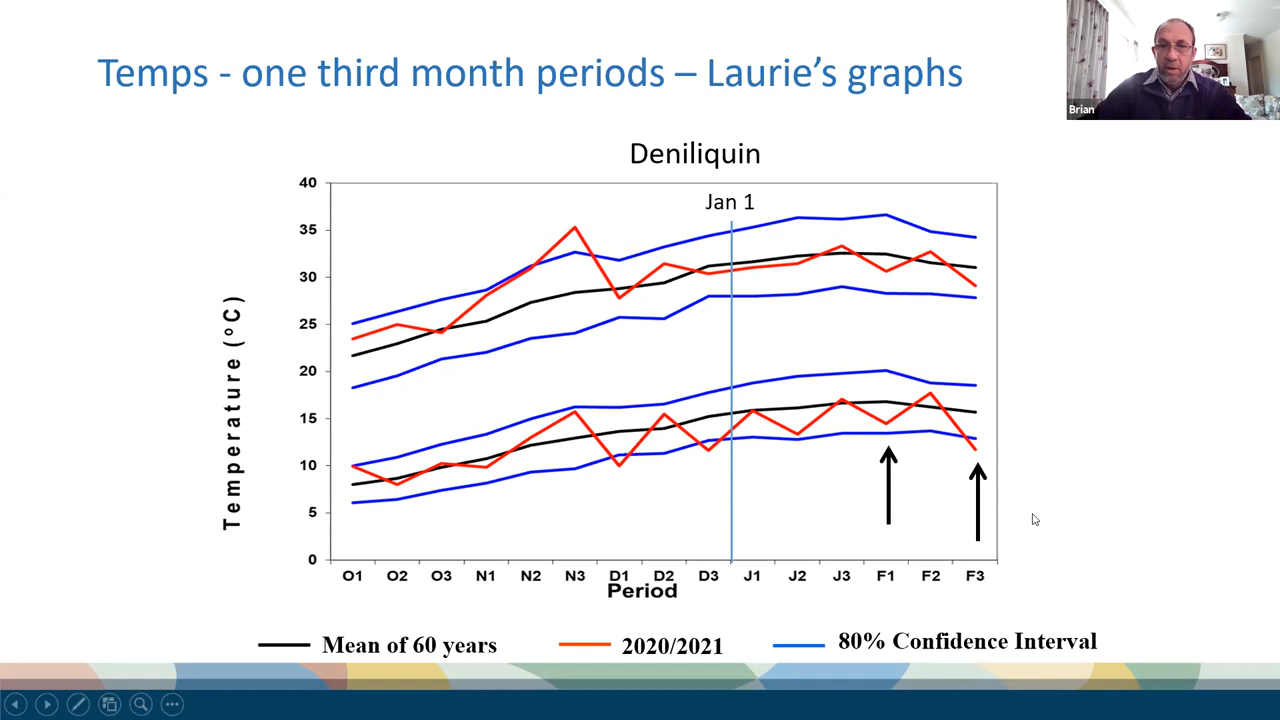 Temps - one third month periods – Laurie's graphs
Brian
Deniliquin
Jan 1
40
35
30
25
20
15
10
5
0
Temperature (ºC)
O1 O2 O3 N1 N2 N3 D1 D2 D3 J1 J2 J3 F1 F2 F3
Period
Mean of 60 years 2020/2021 80% Confidence Interval